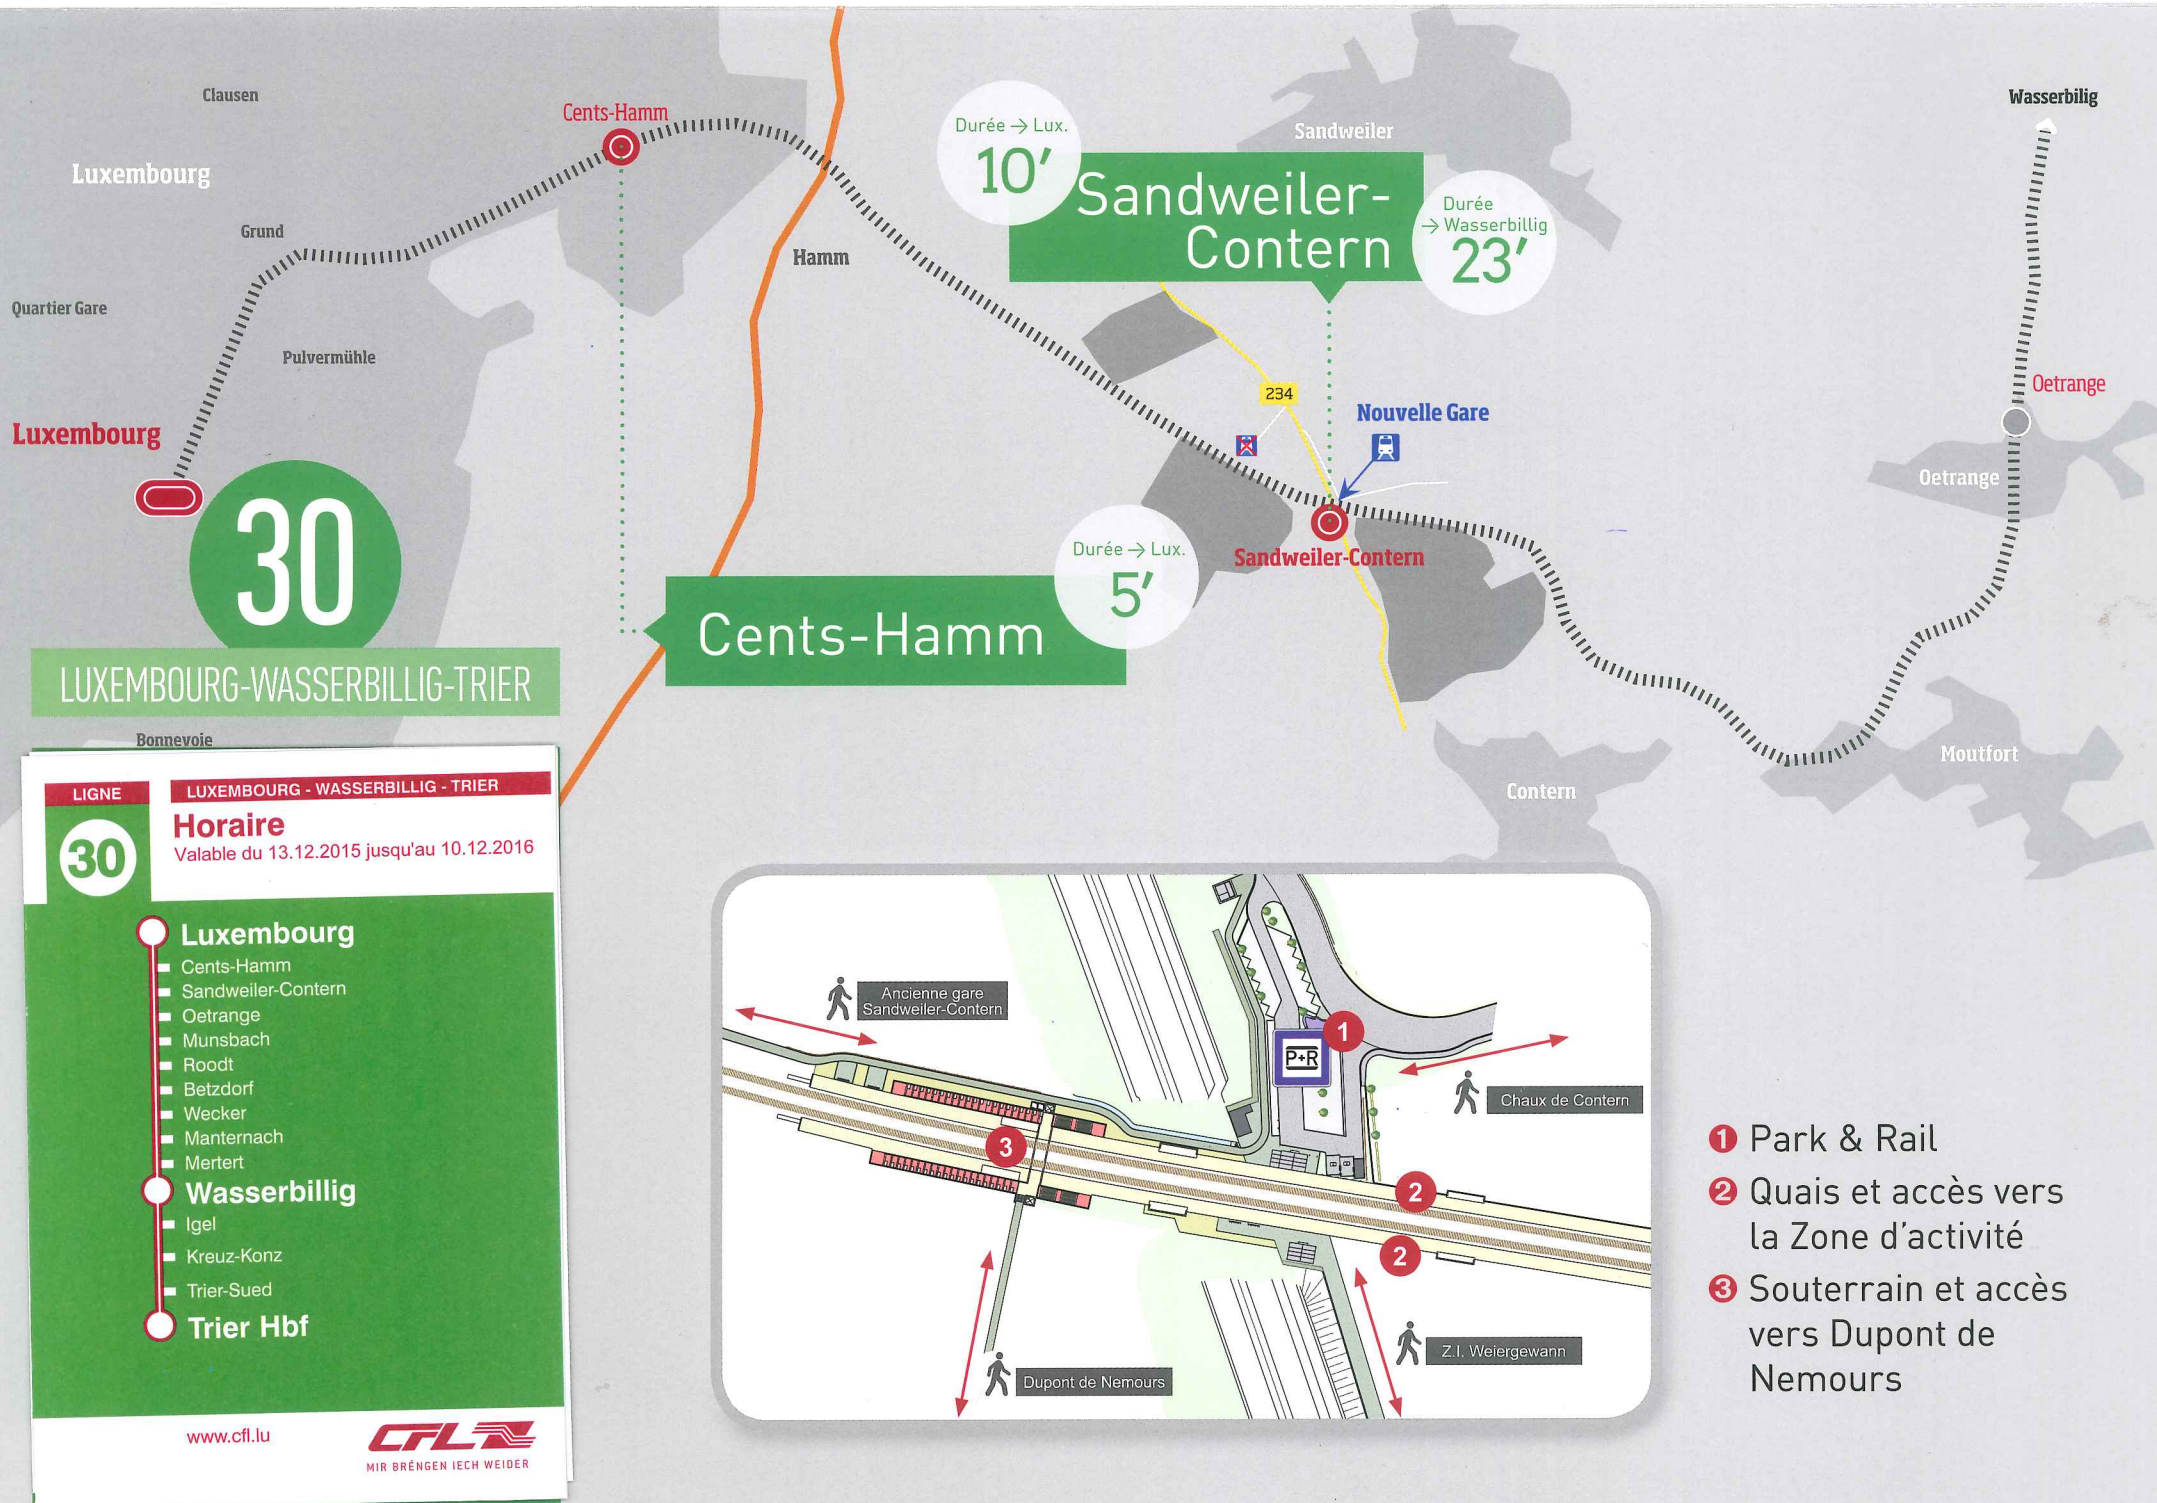 Clausen
Luxembourg
Grund
Quartier Gare
Pulvermühle
Luxembourg
Cents-Hamm
Hamm
Durée → Lux.
10′
Sandweiler-
Contern
Durée
→ Wasserbillig
23′
Sandweiler
Wasserbilig
234
Nouvelle Gare
Sandweiler-Contern
Oetrange
Oetrange
Moutfort
Contern
30
LUXEMBOURG-WASSERBILLIG-TRIER
Bonnevoie
Cents-Hamm
Durée → Lux.
5′
LIGNE
30
LUXEMBOURG - WASSERBILLIG - TRIER
Horaire
Valable du 13.12.2015 jusqu'au 10.12.2016
Luxembourg
Cents-Hamm
Sandweiler-Contern
Oetrange
Munsbach
Roodt
Betzdorf
Wecker
Manternach
Mertert
Wasserbillig
Igel
Kreuz-Konz
Trier-Sued
Trier Hbf
www.cfl.lu
CFL
MIR BRÉNGEN IECH WEIDER
Ancienne gare
Sandweiler-Contern
1
P+R
Chaux de Contern
3
2
2
Z.I. Weiergewann
Dupont de Nemours
1 Park & Rail
2 Quais et accès vers
la Zone d'activité
3 Souterrain et accès
vers Dupont de
Nemours